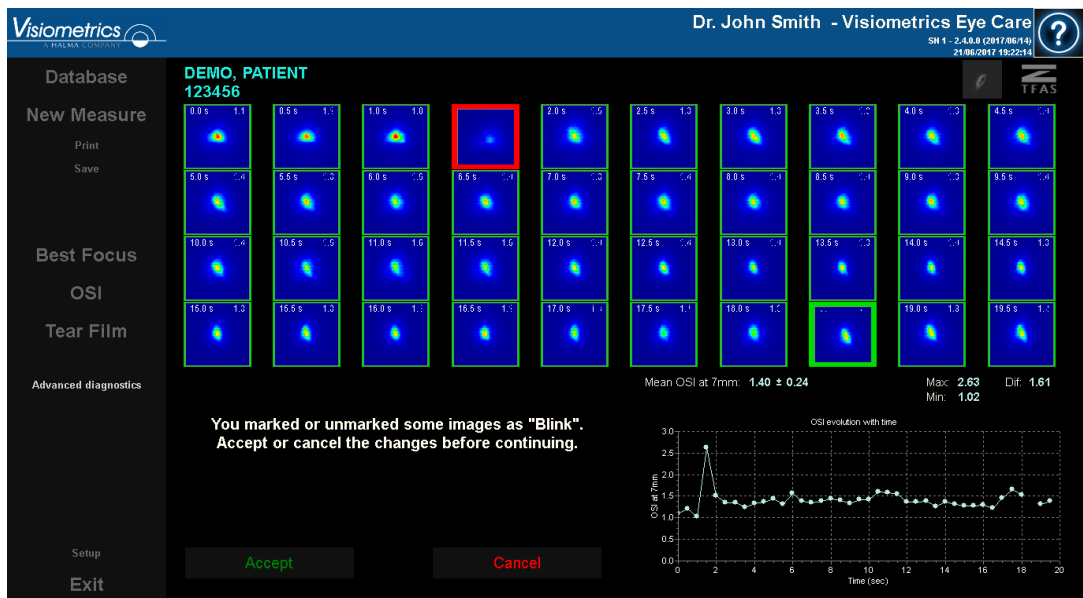 Visiometrics
A HALMA COMPANY
Dr. John Smith - Visiometrics Eye Care
SN 1 - 2.4.0.0 (2017/06/14)
21/06/2017 19:22:14
?
Database
New Measure
Print
Save
Best Focus
OSI
Tear Film
Advanced diagnostics
Setup
Exit
DEMO, PATIENT
123456
TFAS
0.0 s 1.1 0.5 s 1.0 s 1.0 2.0 s 2.5 s 1.3 3.0 s 1.3 3.5 s 4.0 s 1.3 4.5 s
5.0 s 5.5 s 6.0 s 6.5 s 7.0 s 7.5 s 8.0 s 8.5 s 9.0 s 9.5 s
10.0 s 10.5 s 11.0 s 1.6 11.5 s 1.6 12.0 s 12.5 s 13.0 s 13.5 s 14.0 s 14.5 s 1.3
15.0 s 1.3 15.5 s 1.3 16.0 s 16.5 s 17.0 s 17.5 s 18.0 s 19.0 s 1.3 19.5 s
Mean OSI at 7mm: 1.40 ± 0.24 Max: 2.63 Dif: 1.61
Min: 1.02
You marked or unmarked some images as "Blink".
Accept or cancel the changes before continuing.
Accept Cancel
OSI evolution with time
OSI at 7mm
3.0
2.5
2.0
1.5
1.0
0.5
0.0
0 2 4 6 8 10 12 14 16 18 20
Time (sec)